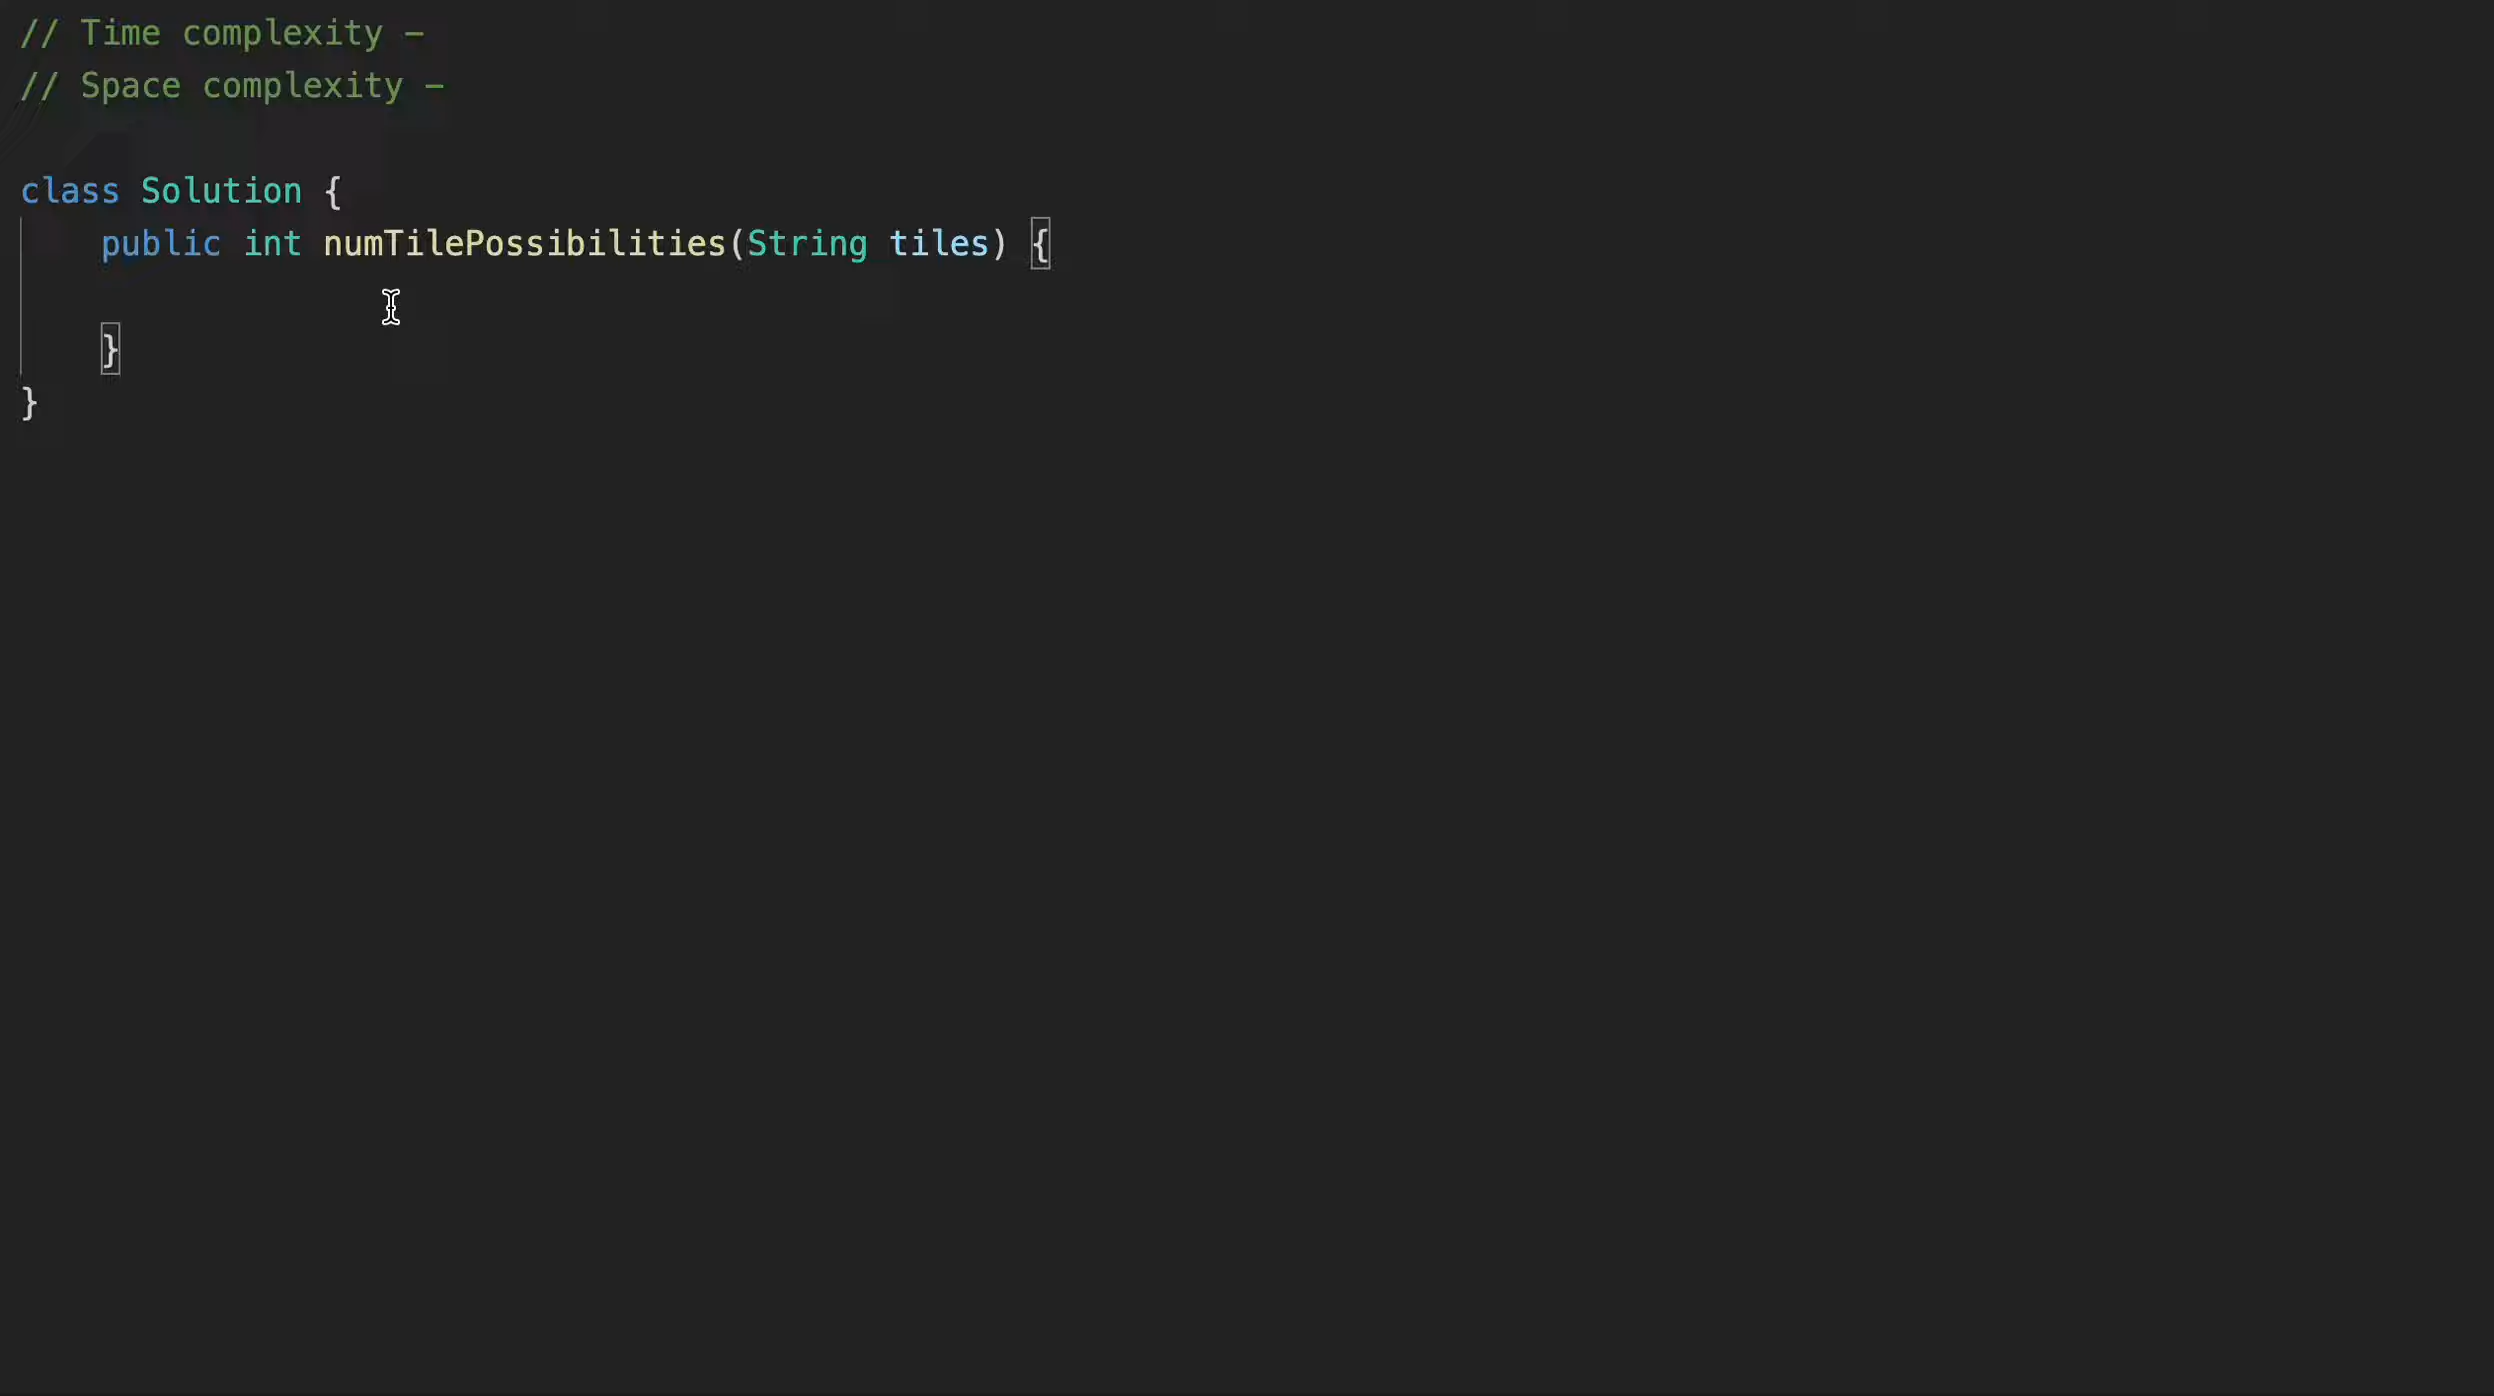 // Time complexity –
// Space complexity –
class Solution {
    public int numTilePossibilities(String tiles) {
    }
}